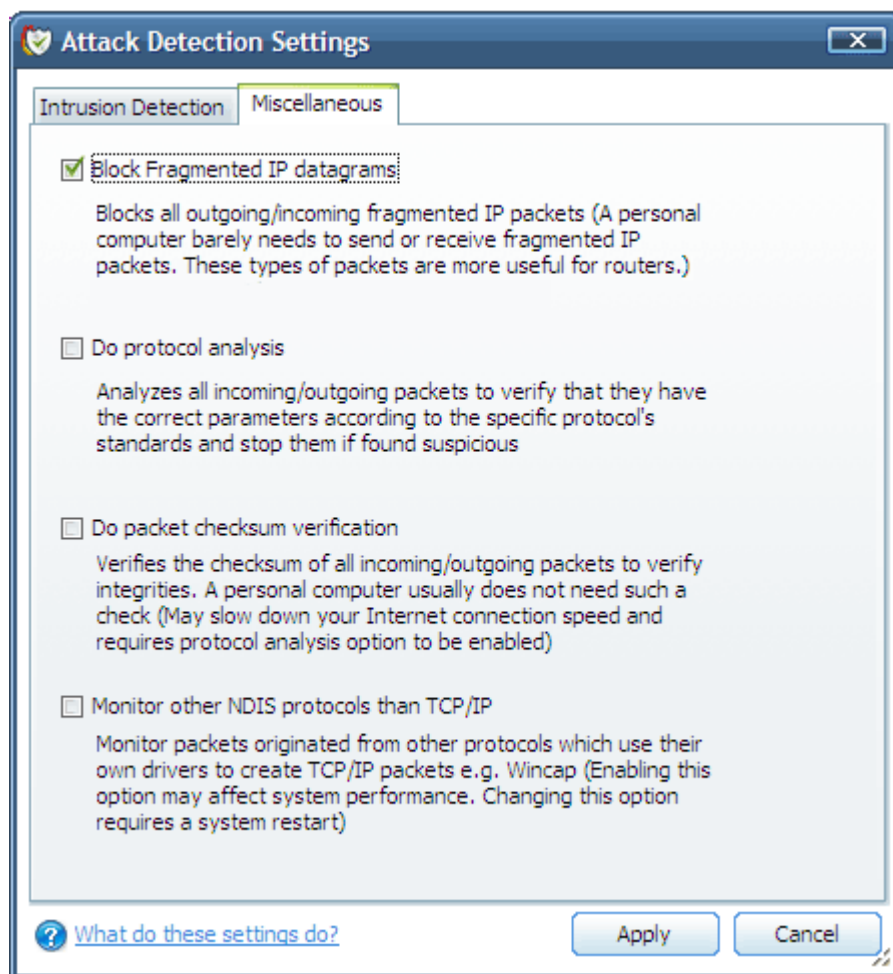 Attack Detection Settings
Intrusion Detection
Miscellaneous
Block Fragmented IP datagrams
Blocks all outgoing/incoming fragmented IP packets (A personal
computer barely needs to send or receive fragmented IP
packets. These types of packets are more useful for routers.)
Do protocol analysis
Analyzes all incoming/outgoing packets to verify that they have
the correct parameters according to the specific protocol's
standards and stop them if found suspicious
Do packet checksum verification
Verifies the checksum of all incoming/outgoing packets to verify
integrities. A personal computer usually does not need such a
check (May slow down your Internet connection speed and
requires protocol analysis option to be enabled)
Monitor other NDIS protocols than TCP/IP
Monitor packets originated from other protocols which use their
own drivers to create TCP/IP packets e.g. Wincap (Enabling this
option may affect system performance. Changing this option
requires a system restart)
What do these settings do?
Apply
Cancel